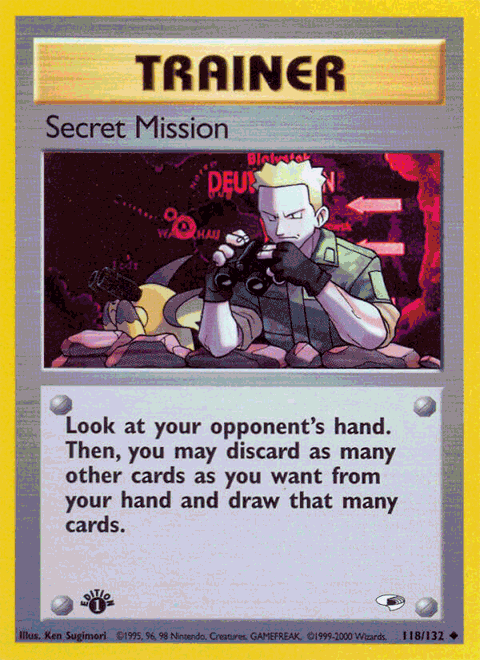 TRAINER
Secret Mission
Bialystok
DEU
Look at your opponent's hand.
Then, you may discard as many
other cards as you want from
your hand and draw that many
cards.
EDITION
1
Illus. Ken Sugimori ©1995, 96, 98 Nintendo, Creatures, GAMEFREAK. ©1999-2000 Wizards. 118/132